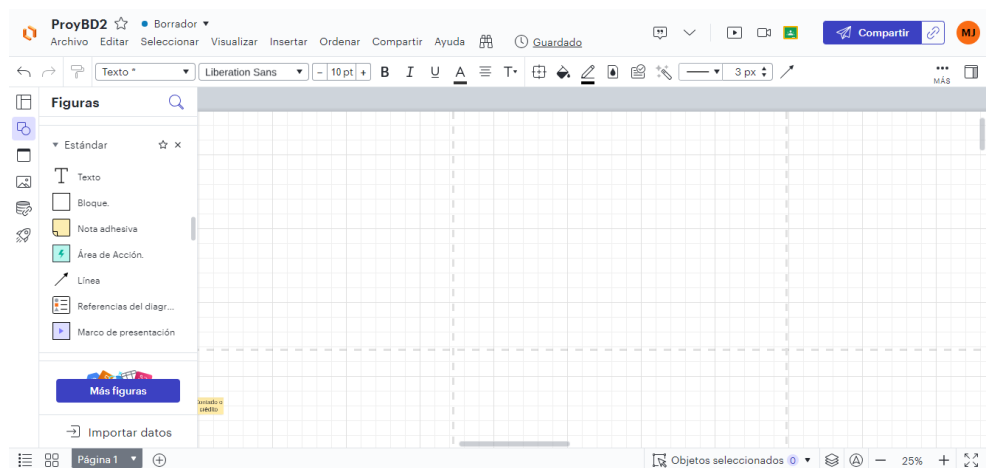 ProyBD2 Borrador
Archivo Editar Seleccionar Visualizar Insertar Ordenar Compartir Ayuda Guardado
Compartir MJ
Texto * Liberation Sans - 10 pt + B I U A T 3 px MÁS
Figuras
Estándar
T Texto
Bloque.
Nota adhesiva
Área de Acción.
Línea
Referencias del diagr...
Marco de presentación
Más figuras
crédito
Importar datos
Página 1 Objetos seleccionados 0 A − 25% +